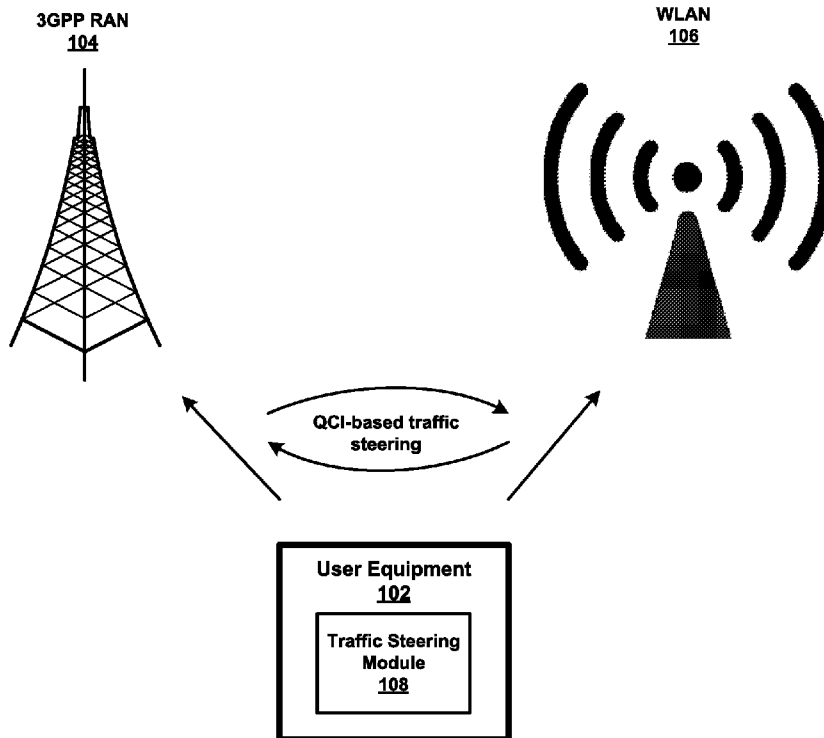 3GPP RAN
104
WLAN
106
QCI-based traffic
steering
User Equipment
102
Traffic Steering
Module
108